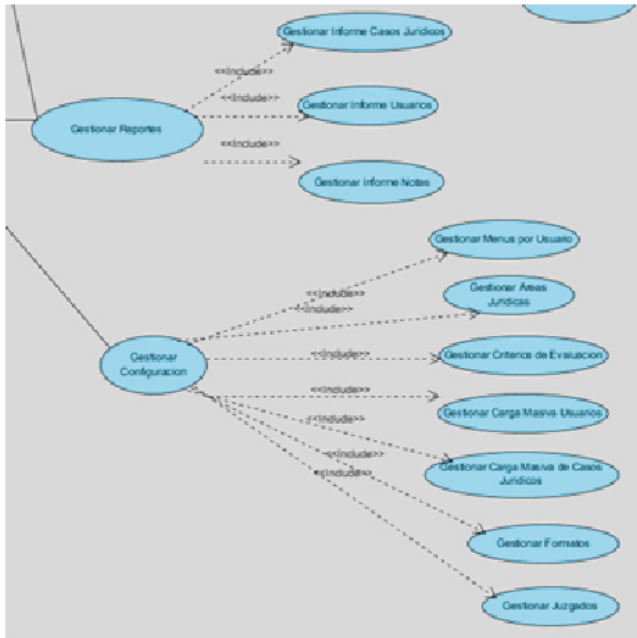 Gestionar Informe Casos Juridicos
<<Include>>
Gestionar Informe Usuarios
<<Include>>
Gestionar Reportes
<<Include>>
Gestionar Informe Notas
Gestionar Menus por Usuario
<<Include>>
Gestionar Areas
Juridicas
<<Include>>
Gestionar
Configuracion
<<Include>>
Gestionar Criterios de Evaluacion
<<Include>>
Gestionar Carga Masiva Usuarios
<<Include>>
Gestionar Carga Masiva de Casos
Juridicos
<<Include>>
<<Include>>
Gestionar Formatos
Gestionar Juzgados